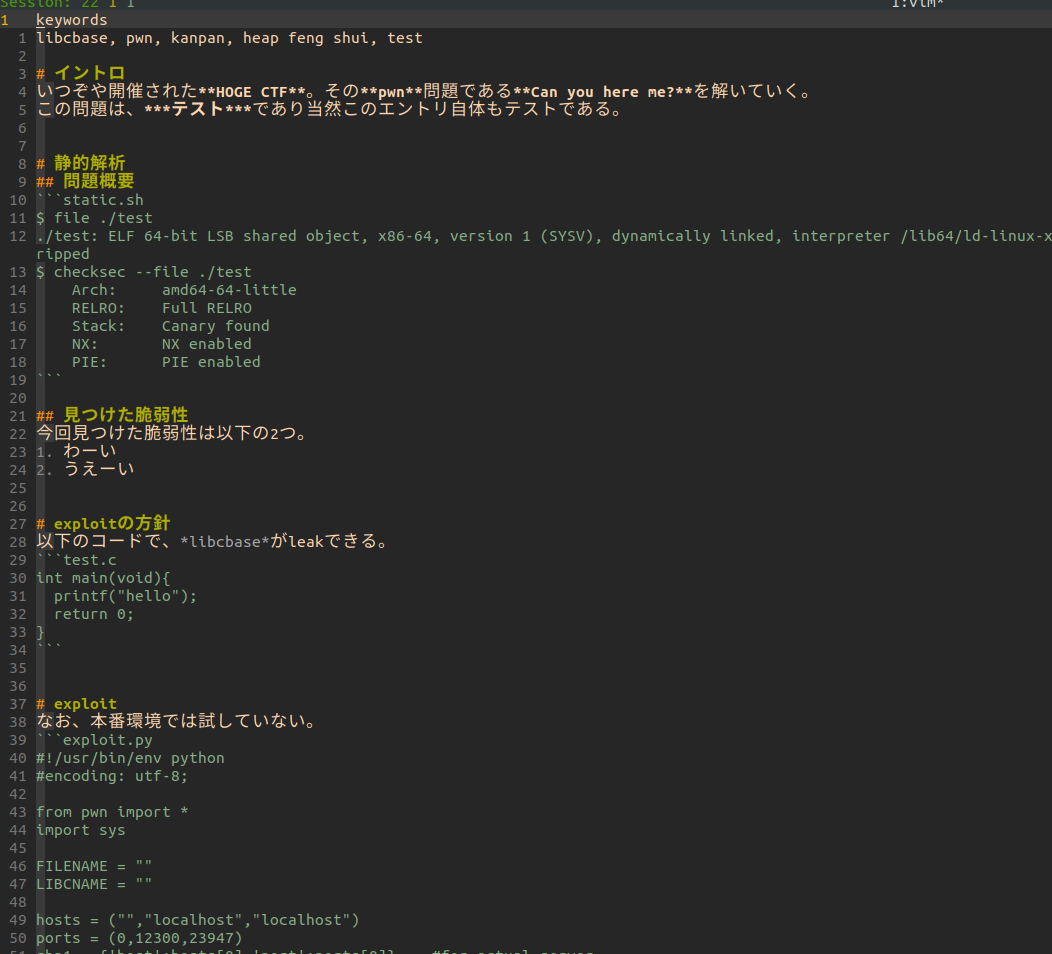 Session: 22 1 1 1:vim*
1 keywords
1 libcbase, pwn, kanpan, heap feng shui, test
2
3 # イントロ
4 いつぞや開催された**HOGE CTF**。その**pwn**問題である**Can you here me?**を解いていく。
5 この問題は、***テスト***であり当然このエントリ自体もテストである。
6
7
8 # 静的解析
9 ## 問題概要
10 ```static.sh
11 $ file ./test
12 ./test: ELF 64-bit LSB shared object, x86-64, version 1 (SYSV), dynamically linked, interpreter /lib64/ld-linux-x
ripped
13 $ checksec --file ./test
14     Arch:     amd64-64-little
15     RELRO:    Full RELRO
16     Stack:    Canary found
17     NX:       NX enabled
18     PIE:      PIE enabled
19 ```
20
21 ## 見つけた脆弱性
22 今回見つけた脆弱性は以下の2つ。
23 1. わーい
24 2. うえーい
25
26
27 # exploitの方針
28 以下のコードで、*libcbase*がleakできる。
29 ```test.c
30 int main(void){
31   printf("hello");
32   return 0;
33 }
34 ```
35
36
37 # exploit
38 なお、本番環境では試していない。
39 ```exploit.py
40 #!/usr/bin/env python
41 #encoding: utf-8;
42
43 from pwn import *
44 import sys
45
46 FILENAME = ""
47 LIBCNAME = ""
48
49 hosts = ("","localhost","localhost")
50 ports = (0,12300,23947)